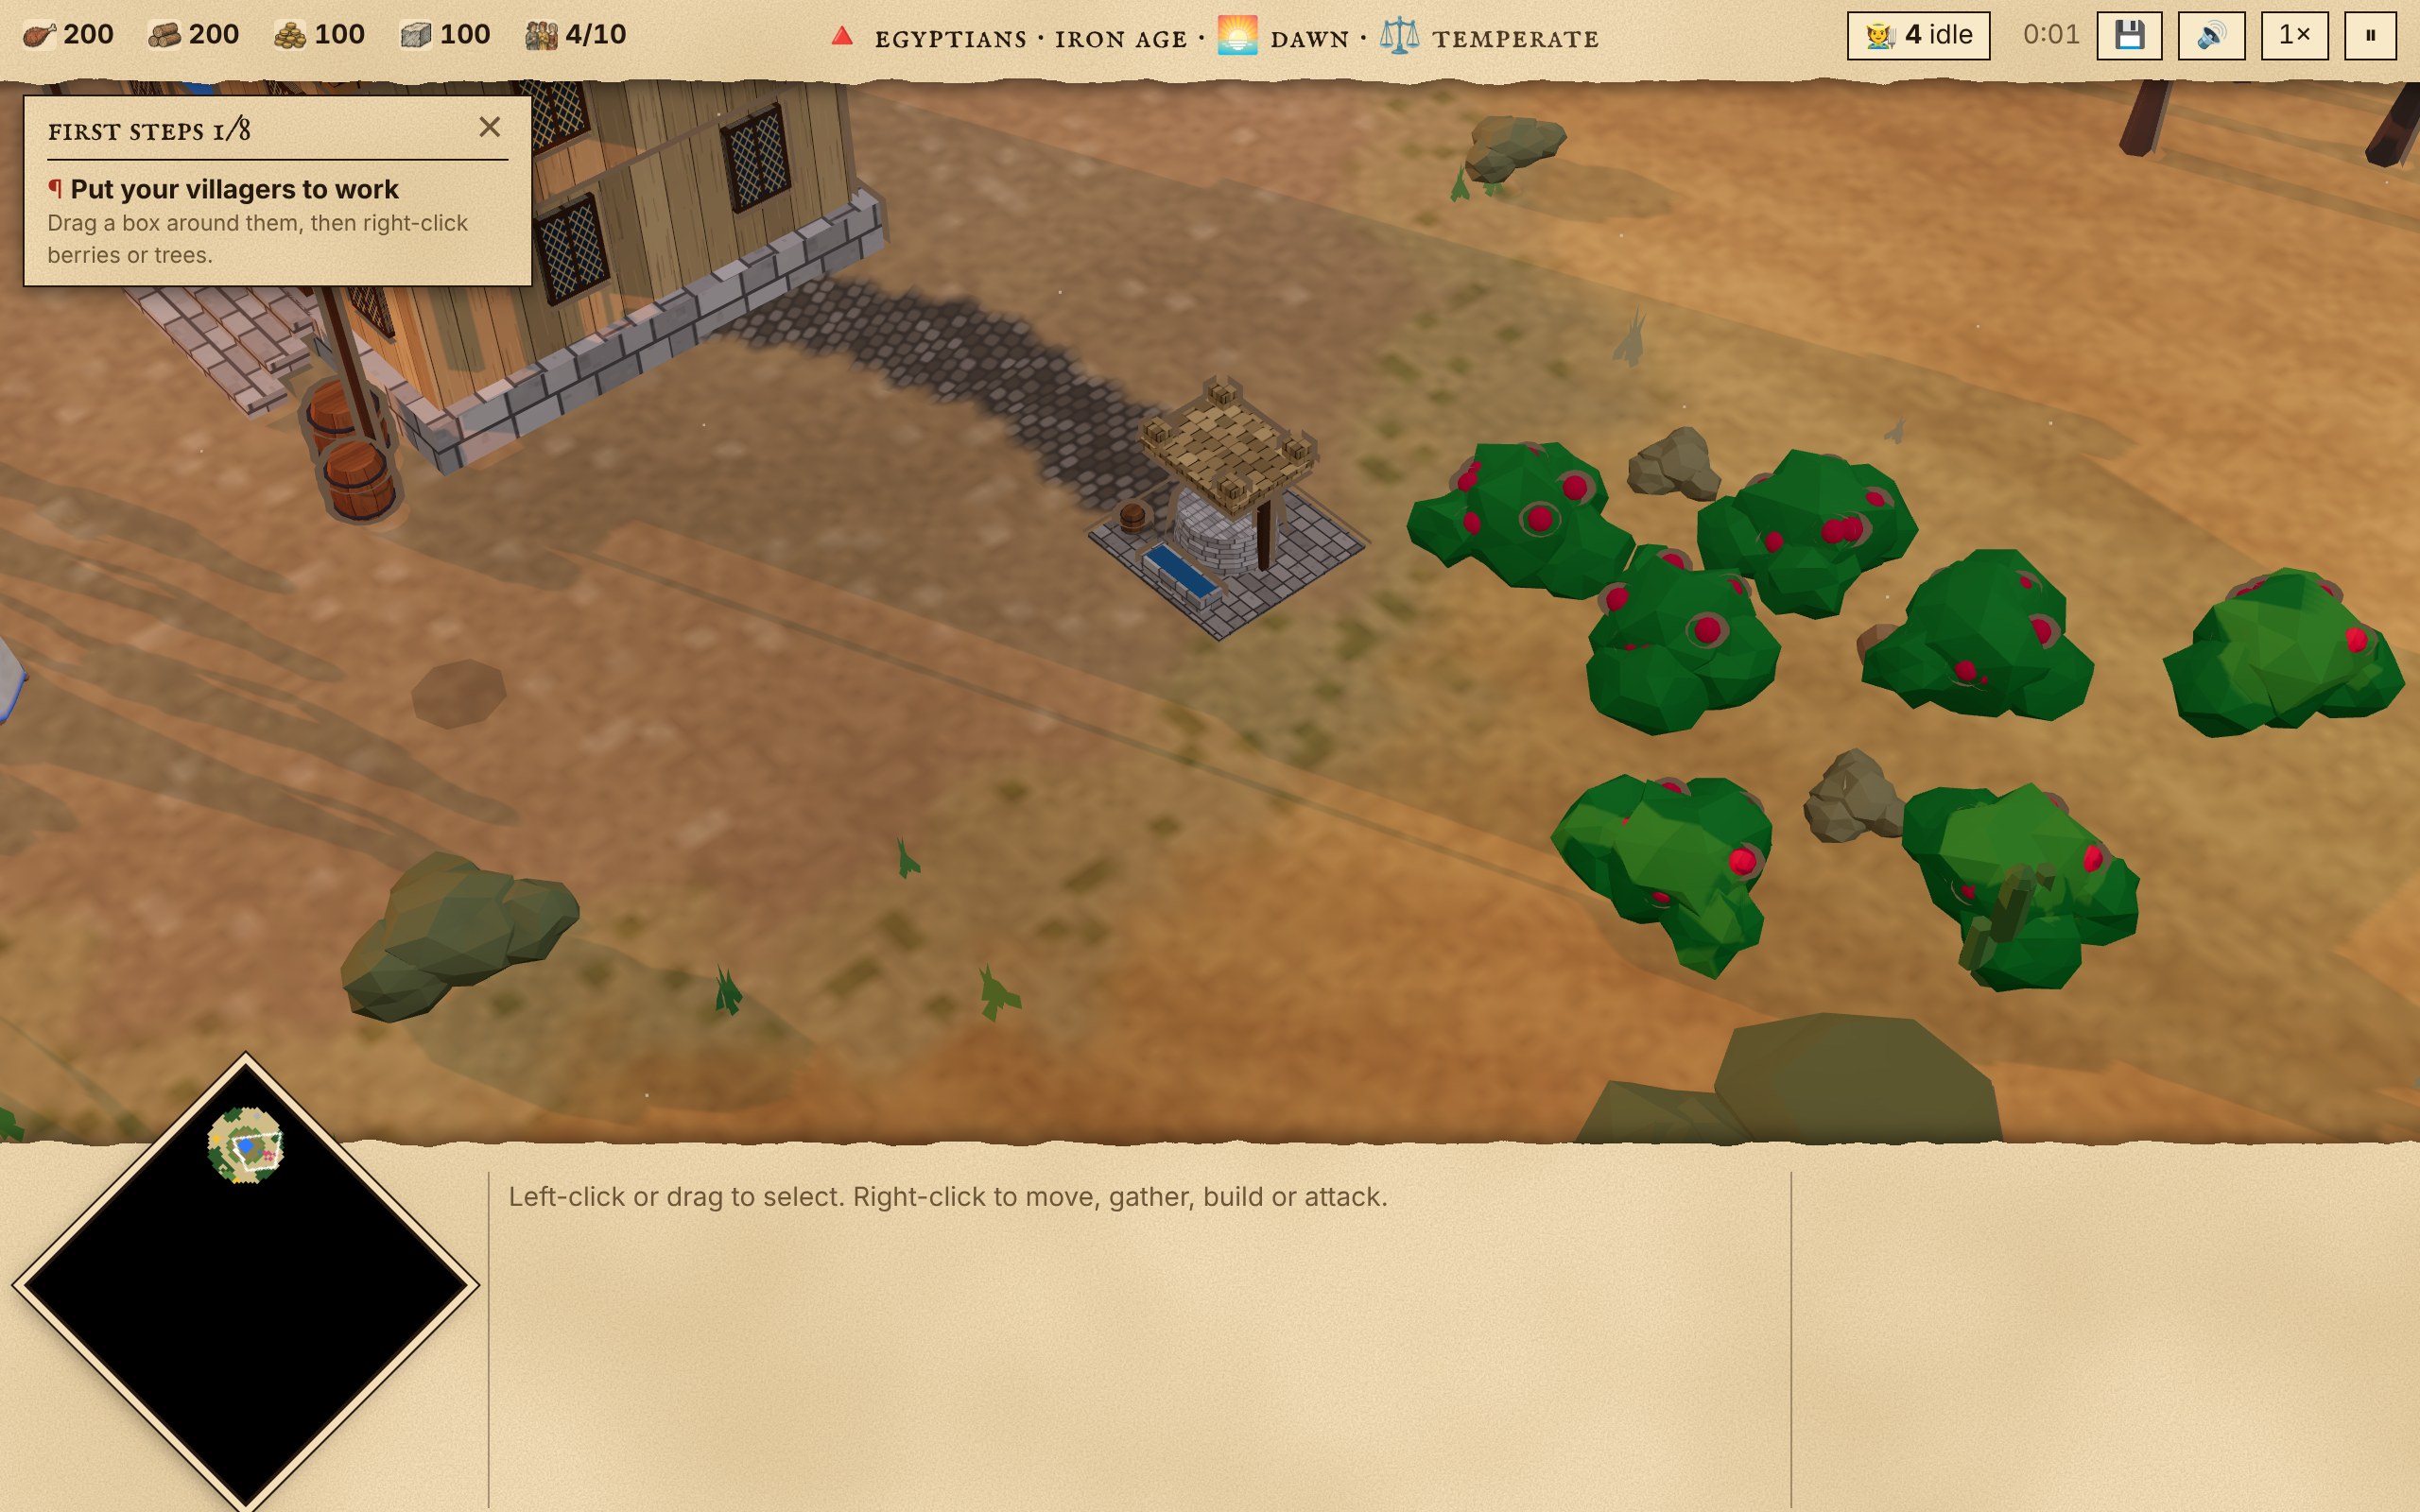 200 200 100 100 4/10 EGYPTIANS · IRON AGE · DAWN · TEMPERATE 4 idle 0:01 1×
FIRST STEPS 1/8
¶ Put your villagers to work
Drag a box around them, then right-click
berries or trees.
Left-click or drag to select. Right-click to move, gather, build or attack.